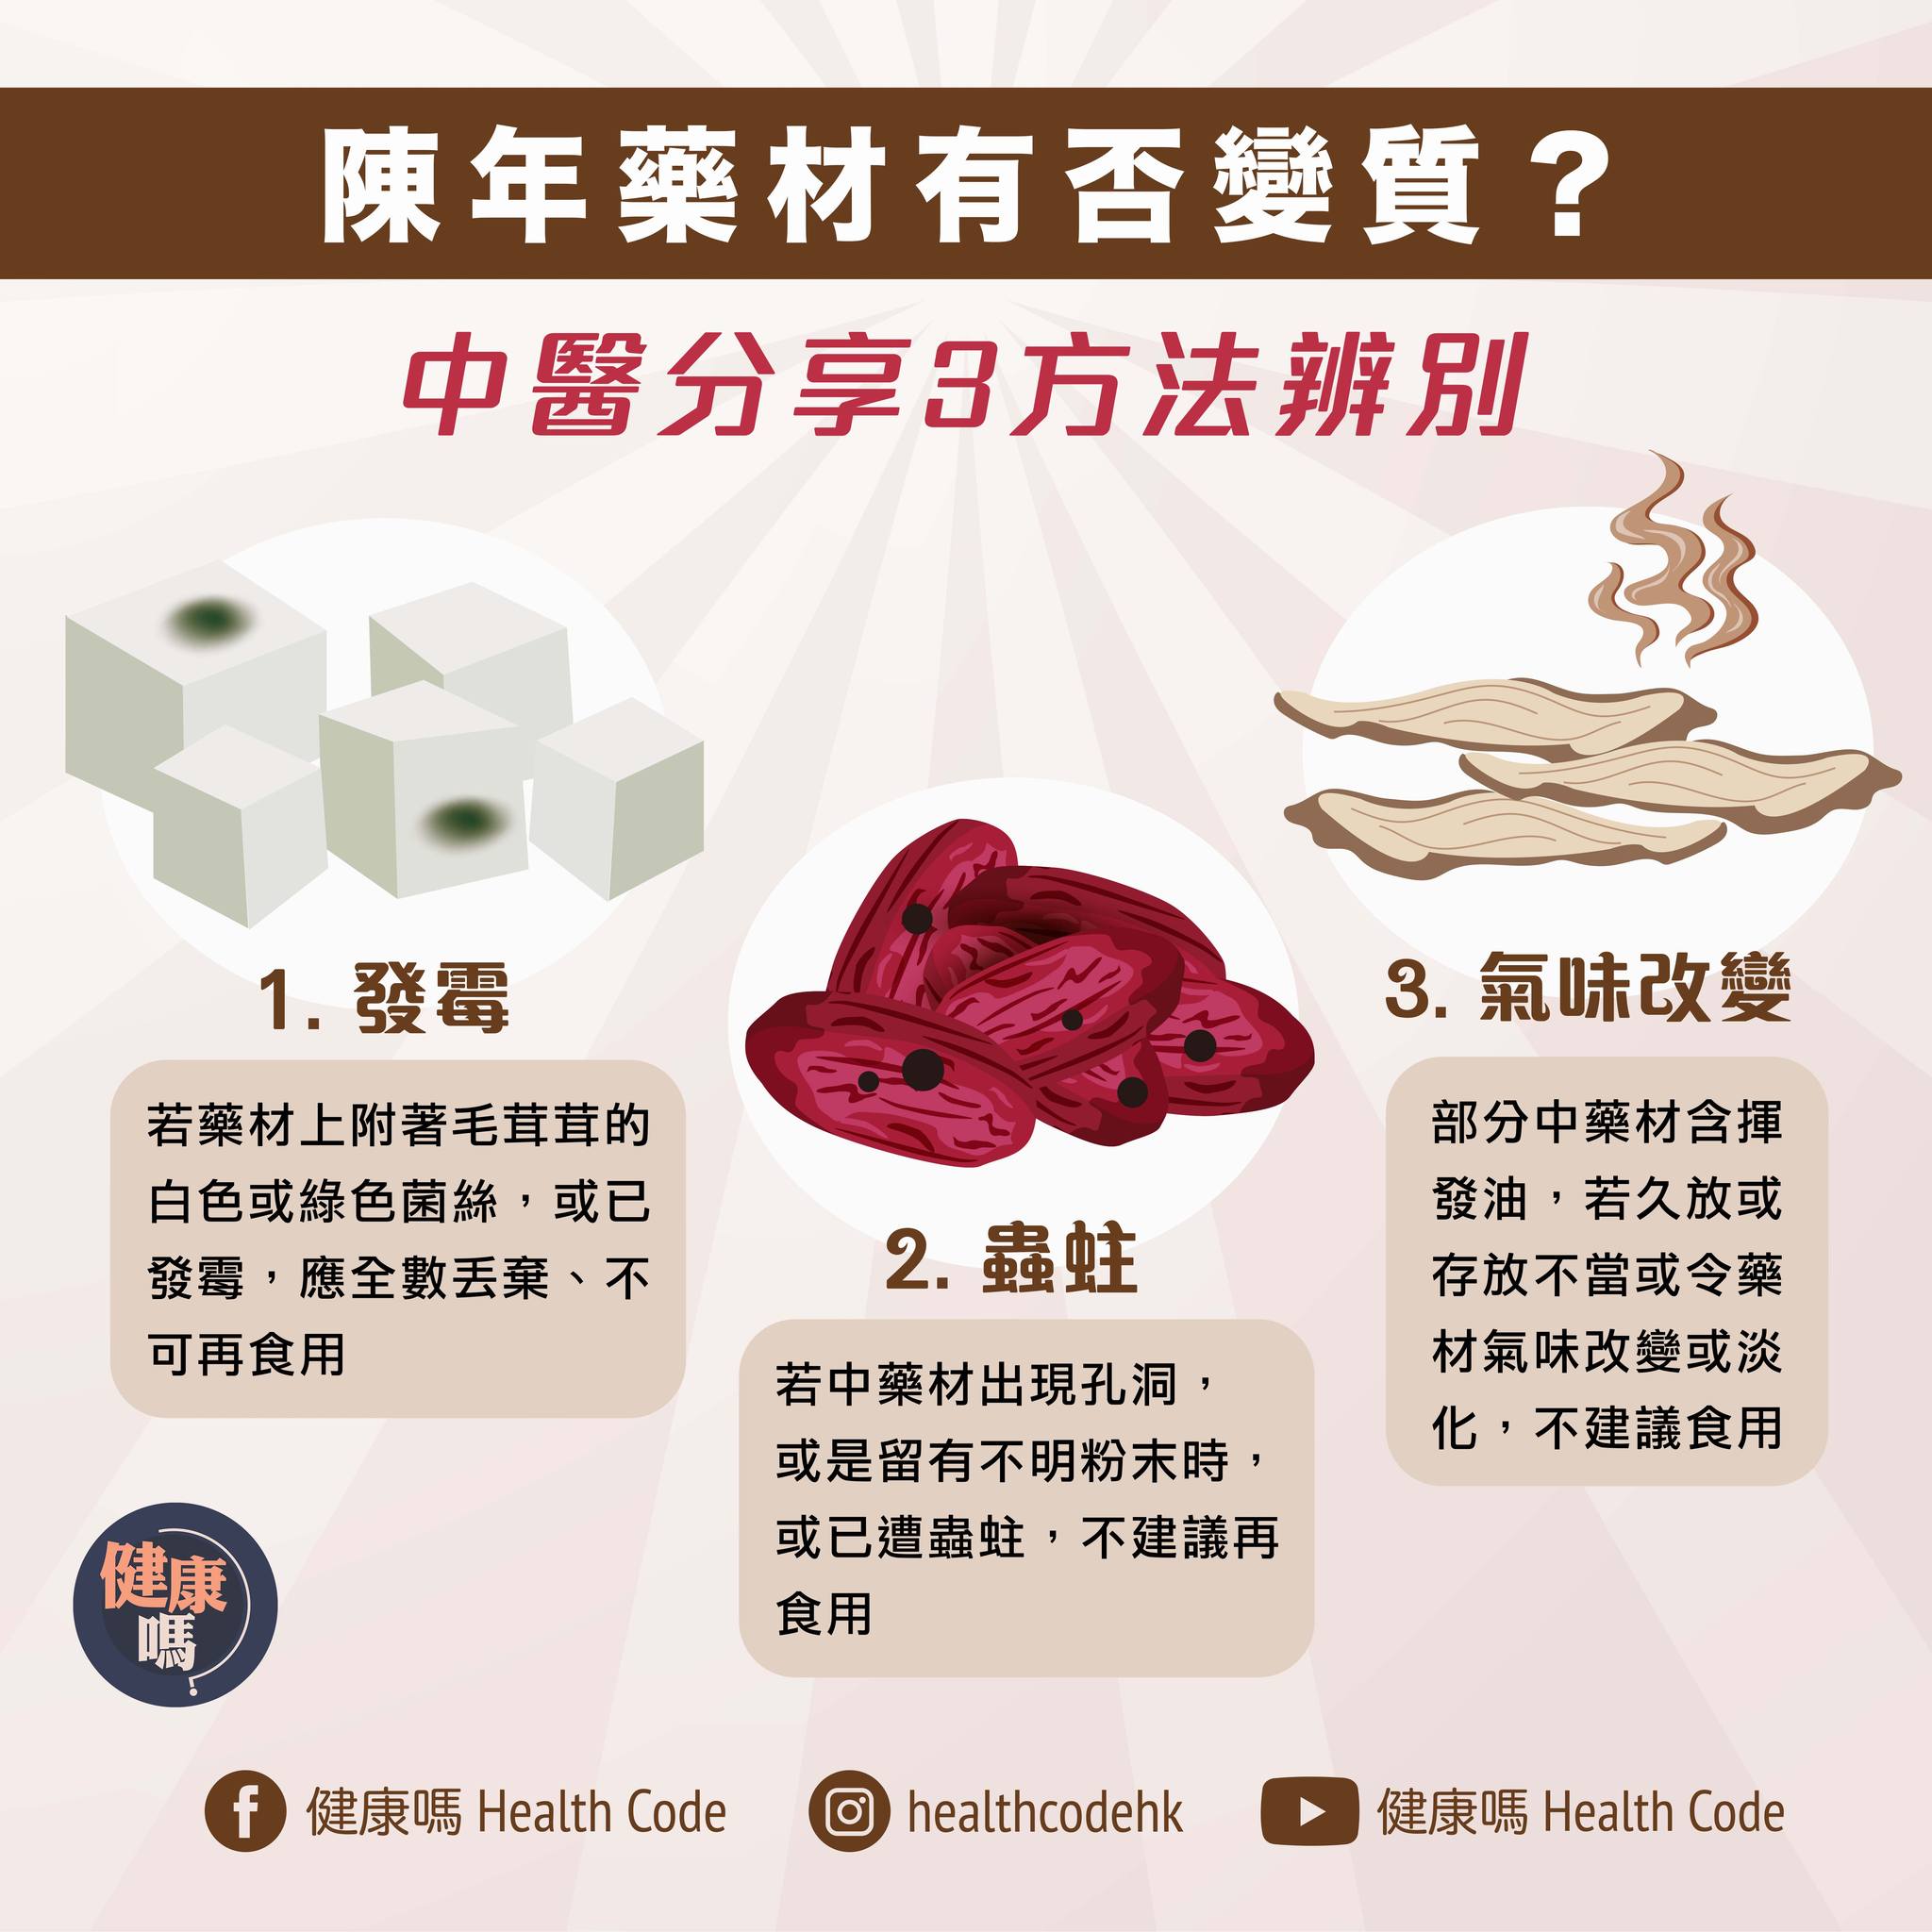 陳年藥材有否變質？
中醫分享3方法辨別
1. 發霉
若藥材上附著毛茸茸的
白色或綠色菌絲，或已
發霉，應全數丟棄、不
可再食用
2. 蟲蛀
若中藥材出現孔洞，
或是留有不明粉末時，
或已遭蟲蛀，不建議再
食用
3. 氣味改變
部分中藥材含揮
發油，若久放或
存放不當或令藥
材氣味改變或淡
化，不建議食用
健康
嗎?
健康嗎 Health Code
healthcodehk
健康嗎 Health Code